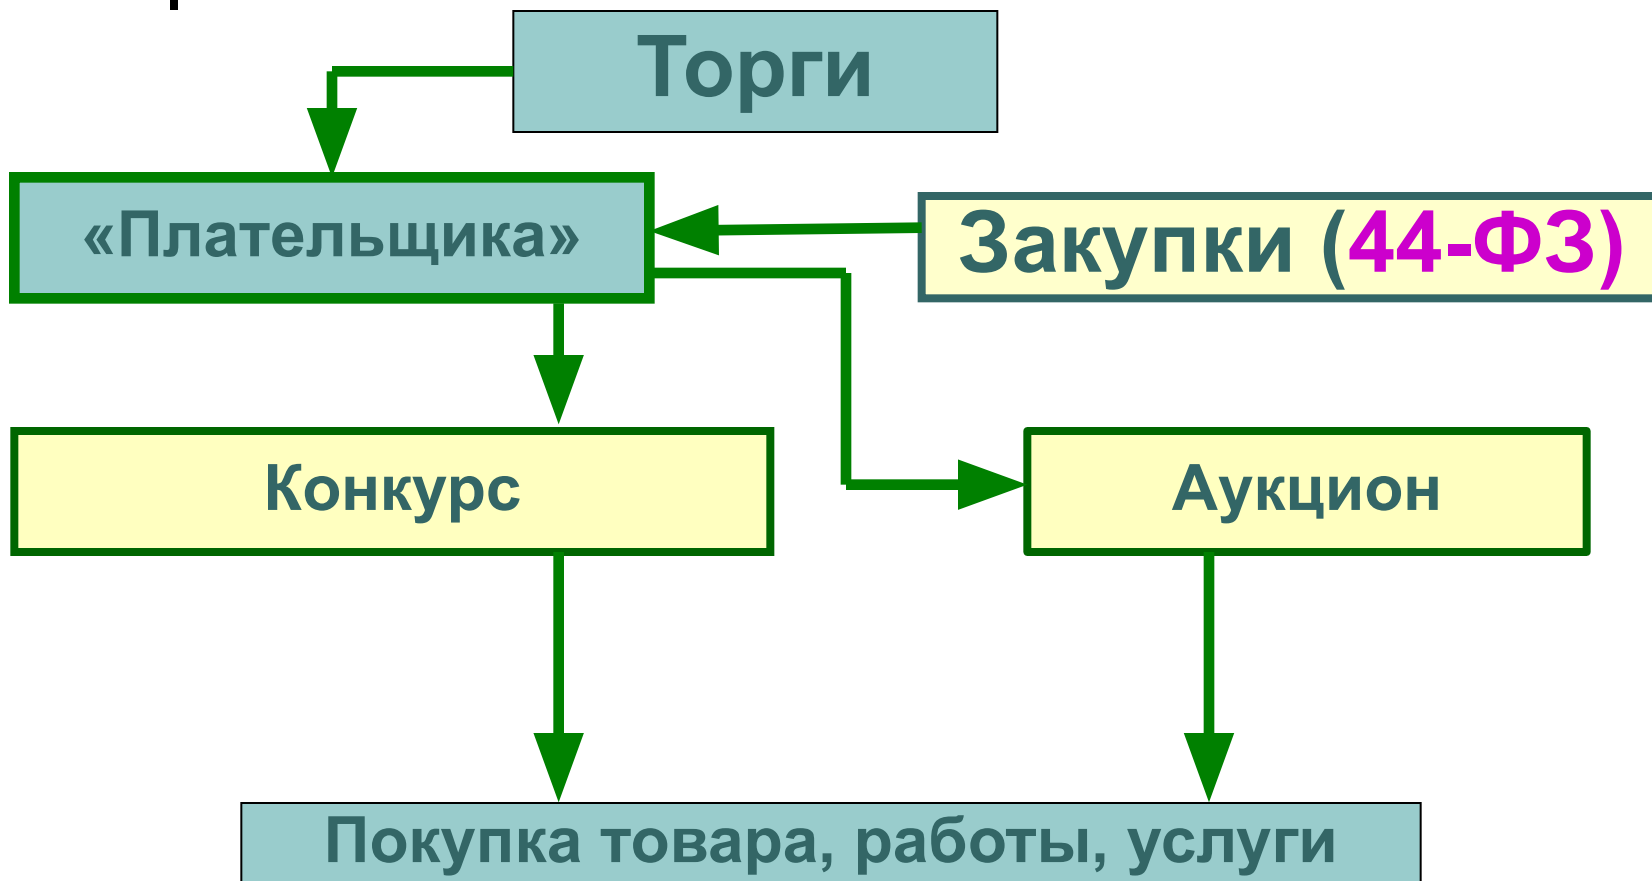 Торги
«Плательщика»
Закупки (44-ФЗ)
Конкурс
Аукцион
Покупка товара, работы, услуги